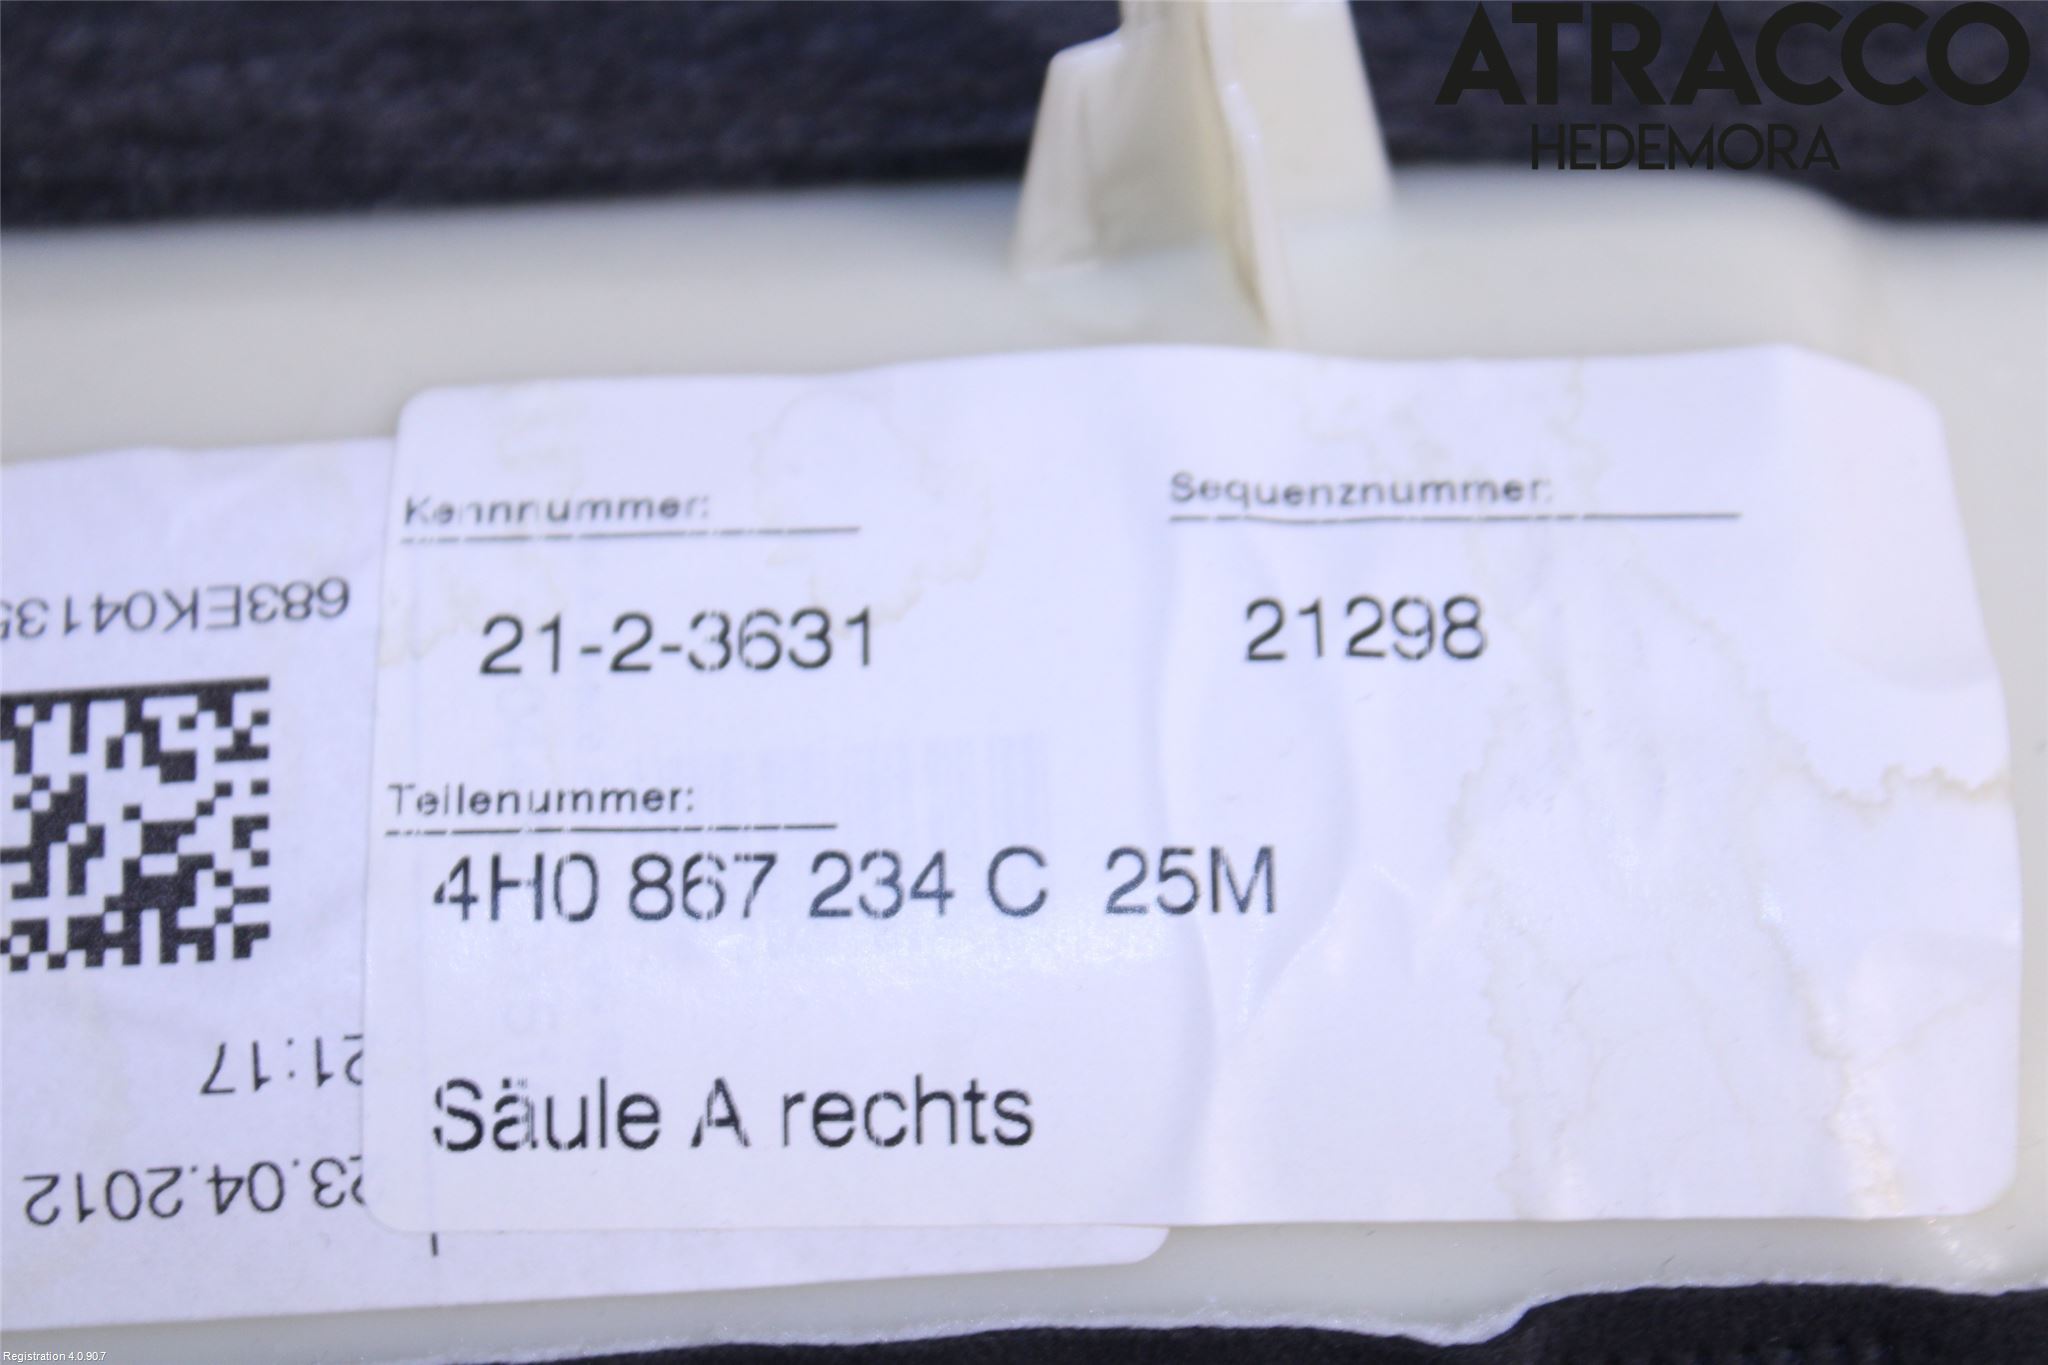 ATRACCO
HEDEMORA
Kennnummer:
Sequenznummer:
21-2-3631
21298
Teilenummer:
4H0 867 234 C 25M
Säule A rechts
683EK04135
21:17
23.04.2012
Registration 4.0.90.7